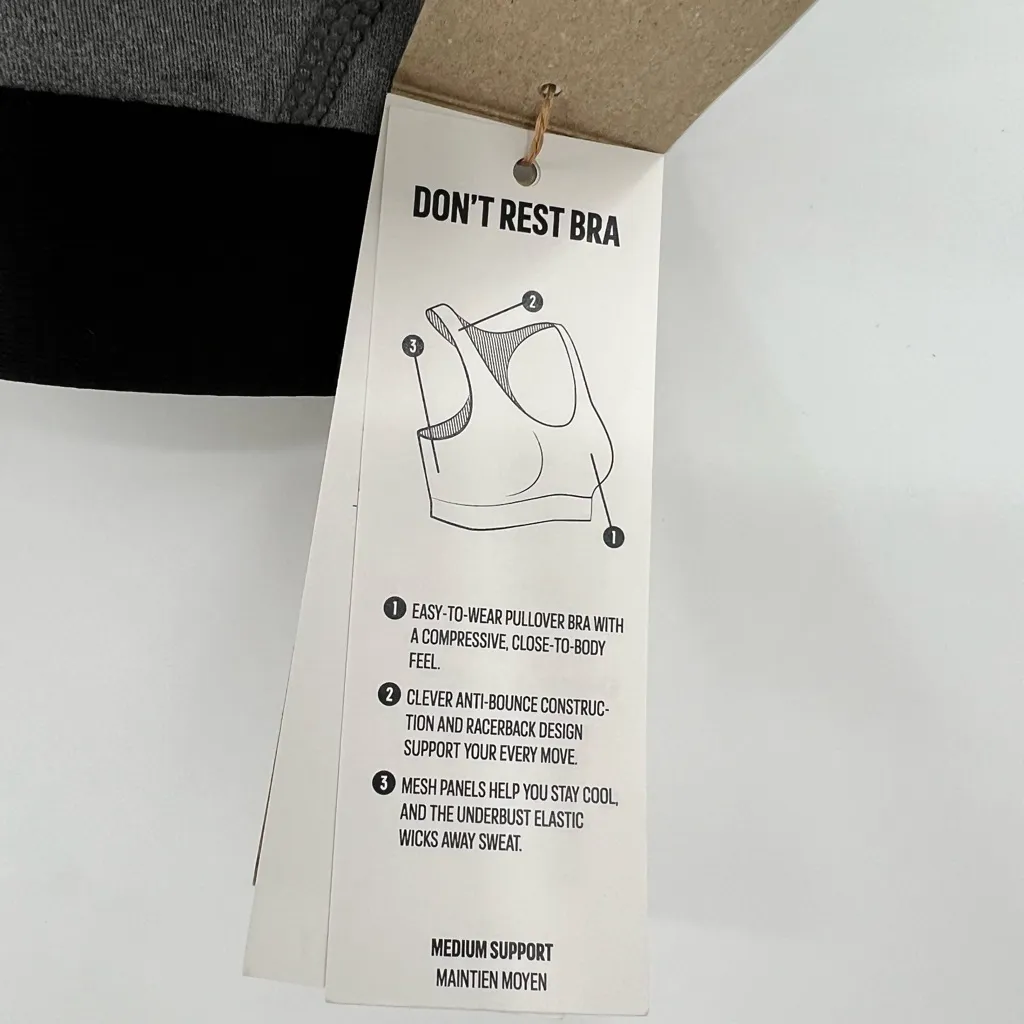 DON'T REST BRA
2
3
1
1 EASY-TO-WEAR PULLOVER BRA WITH
A COMPRESSIVE, CLOSE-TO-BODY
FEEL.
2 CLEVER ANTI-BOUNCE CONSTRUC-
TION AND RACERBACK DESIGN
SUPPORT YOUR EVERY MOVE.
3 MESH PANELS HELP YOU STAY COOL,
AND THE UNDERBUST ELASTIC
WICKS AWAY SWEAT.
MEDIUM SUPPORT
MAINTIEN MOYEN